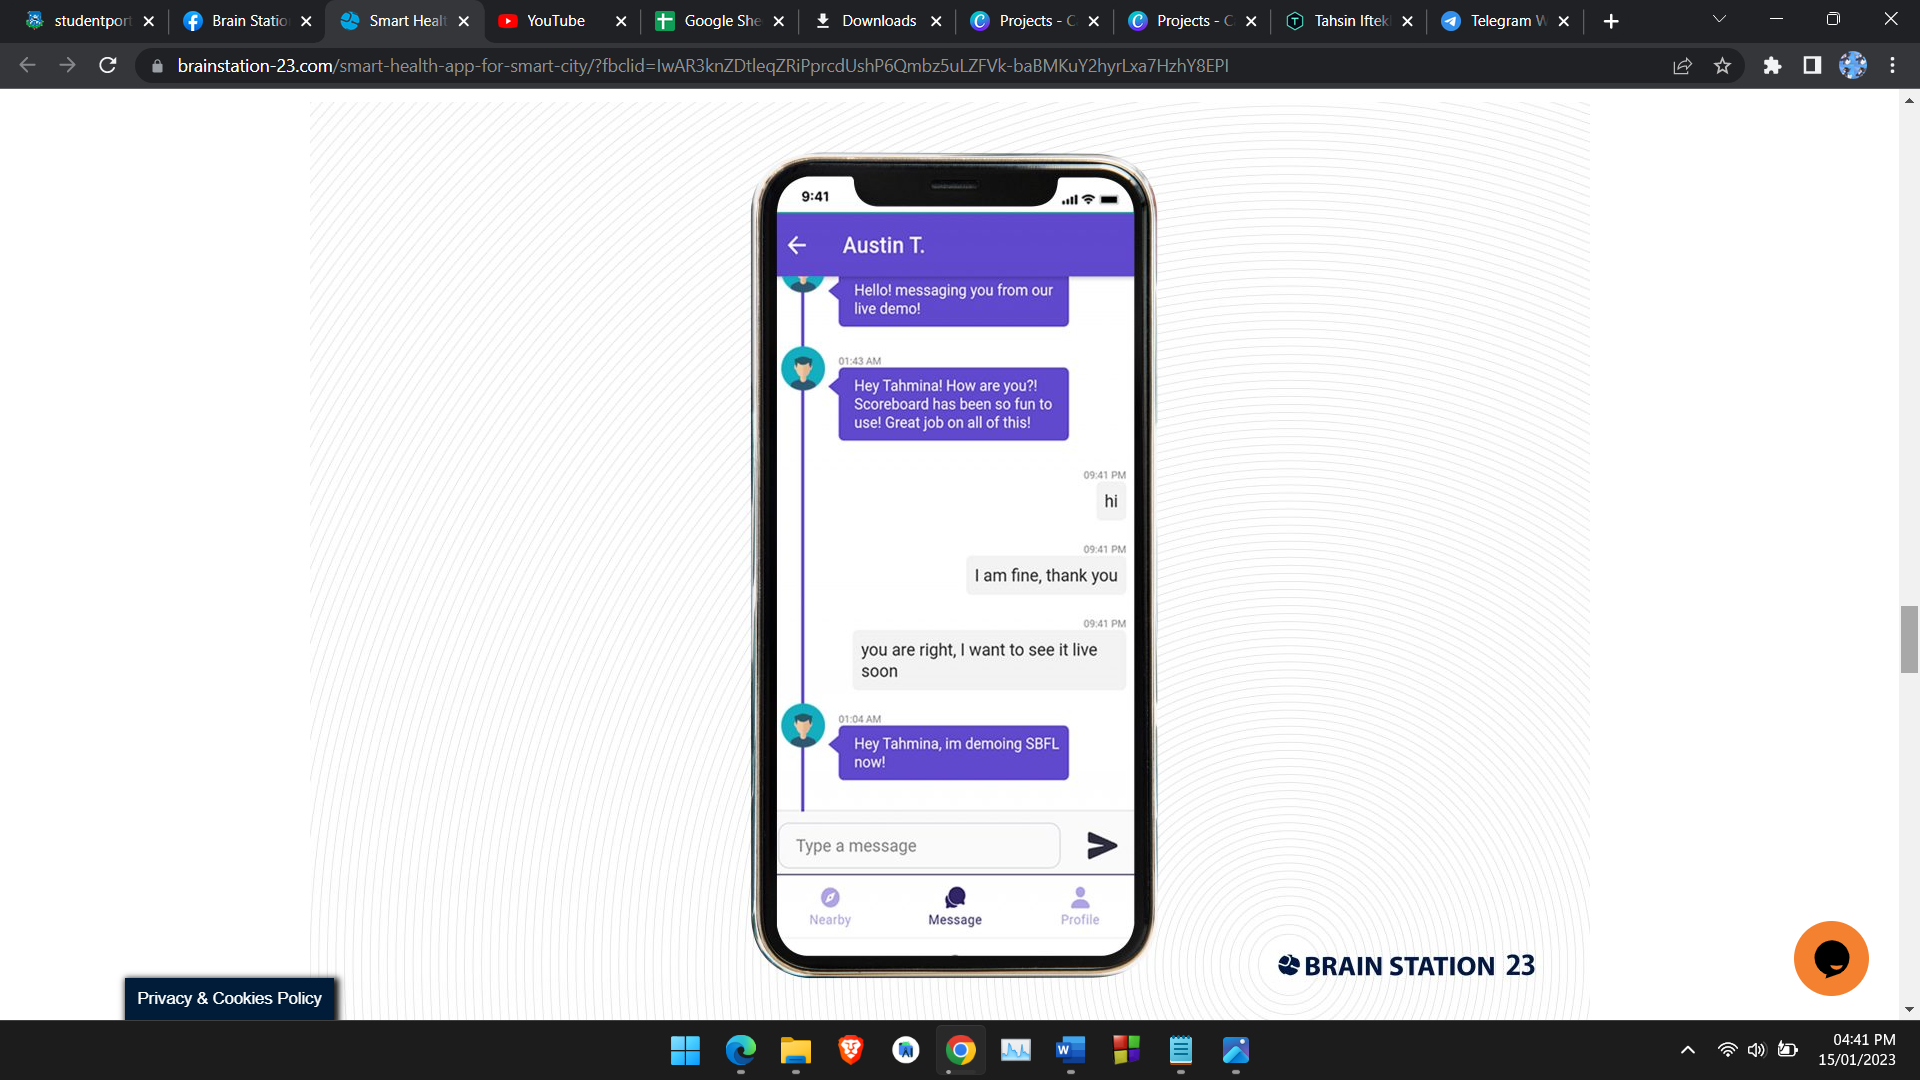 studentport
Brain Statio
Smart Healt
YouTube
Google She
Downloads
Projects - C
Projects - C
Tahsin Iftek
Telegram W
brainstation-23.com/smart-health-app-for-smart-city/?fbclid=IwAR3knZDtleqZRiPprcdUshP6Qmbz5uLZFVk-baBMKuY2hyrLxa7HzhY8EPI
9:41
Austin T.
Hello! messaging you from our
live demo!
01:43 AM
Hey Tahmina! How are you?!
Scoreboard has been so fun to
use! Great job on all of this!
09:41 PM
hi
09:41 PM
I am fine, thank you
09:41 PM
you are right, I want to see it live
soon
01:04 AM
Hey Tahmina, im demoing SBFL
now!
Type a message
Nearby
Message
Profile
BRAIN STATION 23
Privacy & Cookies Policy
04:41 PM
15/01/2023